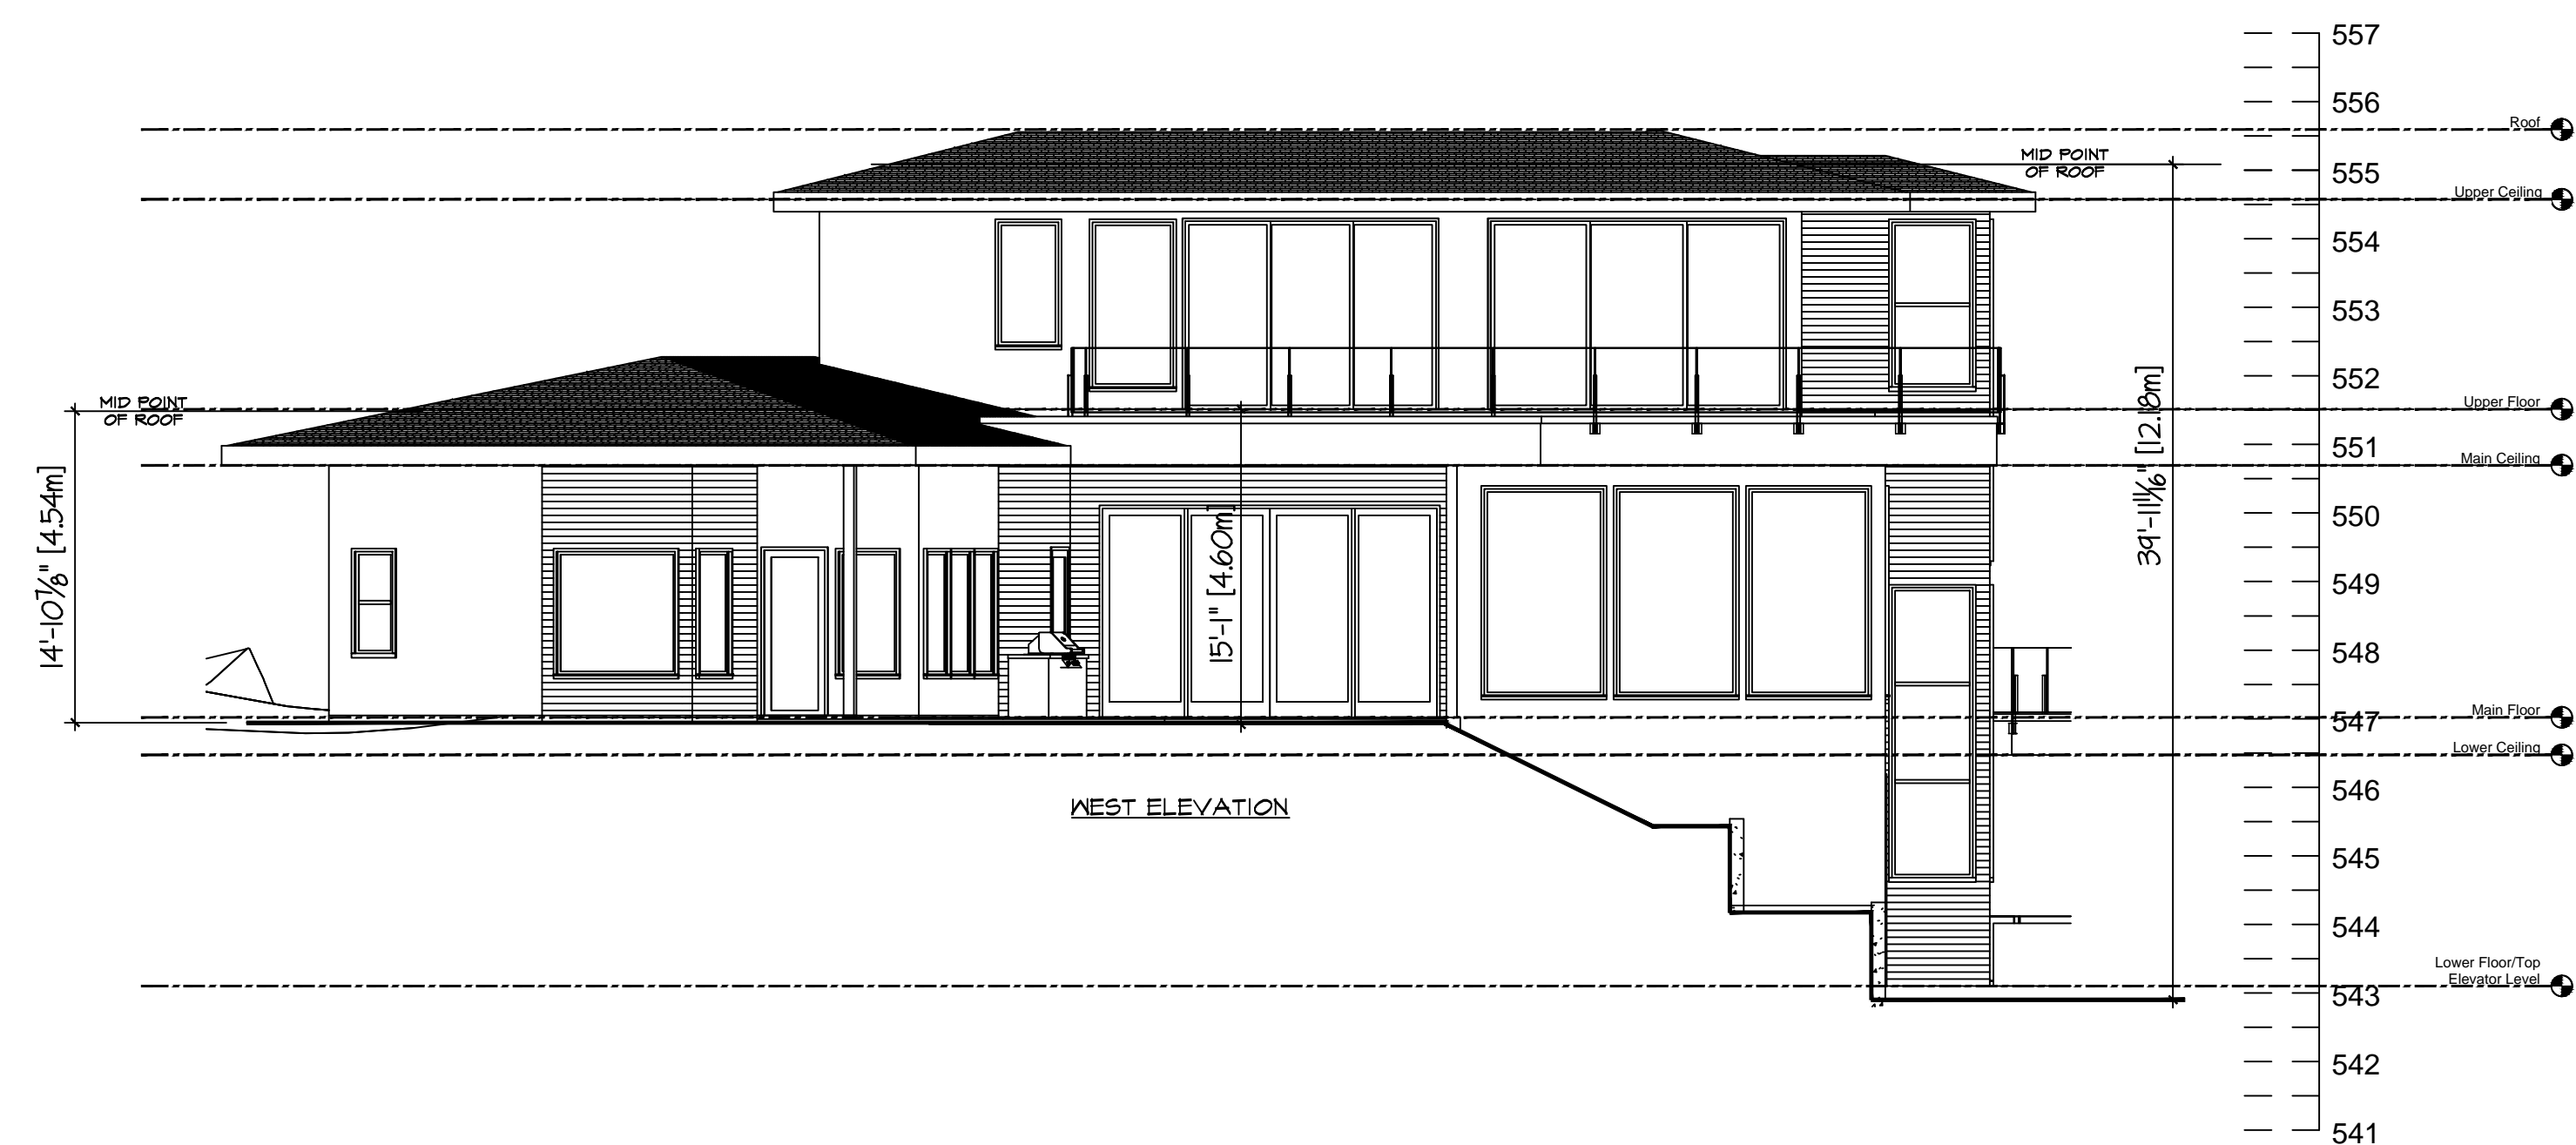 557
556
Roof
MID POINT
OF ROOF
555
Upper Ceiling
554
553
552
MID POINT
OF ROOF
Upper Floor
551
Main Ceiling
14'-10⅞" [4.54m]
15'-1" [4.60m]
39'-11 11/16" [12.18m]
550
549
548
Main Floor
547
Lower Ceiling
546
WEST ELEVATION
545
544
Lower Floor/Top
Elevator Level
543
542
541